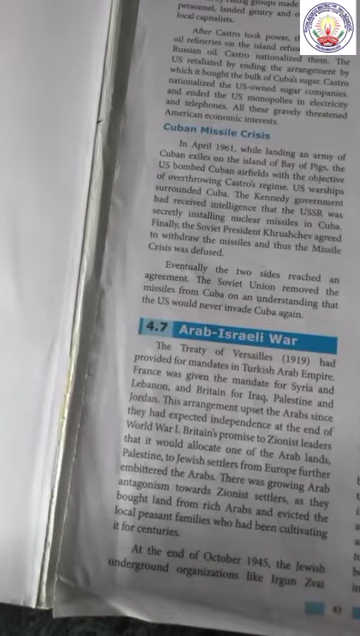 ruling groups made
personnel, landed gentry and
local capitalists.
After Castro took power,
oil refineries on the island
Russian oil. Castro nationalized them. The
US retaliated by ending the arrangement by
which it bought the bulk of Cuba's sugar. Castro
nationalized the US-owned sugar companies,
and ended the US monopolies in electricity
and telephones. All these gravely threatened
American economic interests.
Cuban Missile Crisis
In April 1961, while landing an army of
Cuban exiles on the island of Bay of Pigs, the
US bombed Cuban airfields with the objective
of overthrowing Castro's regime. US warships
surrounded Cuba. The Kennedy government
had received intelligence that the USSR was
secretly installing nuclear missiles in Cuba.
Finally, the Soviet President Khrushchev agreed
to withdraw the missiles and thus the Missile
Crisis was defused.
Eventually the two sides reached an
agreement. The Soviet Union removed the
missiles from Cuba on an understanding that
the US would never invade Cuba again.
4.7 Arab-Israeli War
The Treaty of Versailles (1919) had
provided for mandates in Turkish Arab Empire.
France was given the mandate for Syria and
Lebanon, and Britain for Iraq, Palestine and
Jordan. This arrangement upset the Arabs since
they had expected independence at the end of
World War I. Britain's promise to Zionist leaders
that it would allocate one of the Arab lands,
Palestine, to Jewish settlers from Europe further
embittered the Arabs. There was growing Arab
antagonism towards Zionist settlers, as they
bought land from rich Arabs and evicted the
local peasant families who had been cultivating
it for centuries.
At the end of October 1945, the Jewish
underground organizations like Irgun Zvai